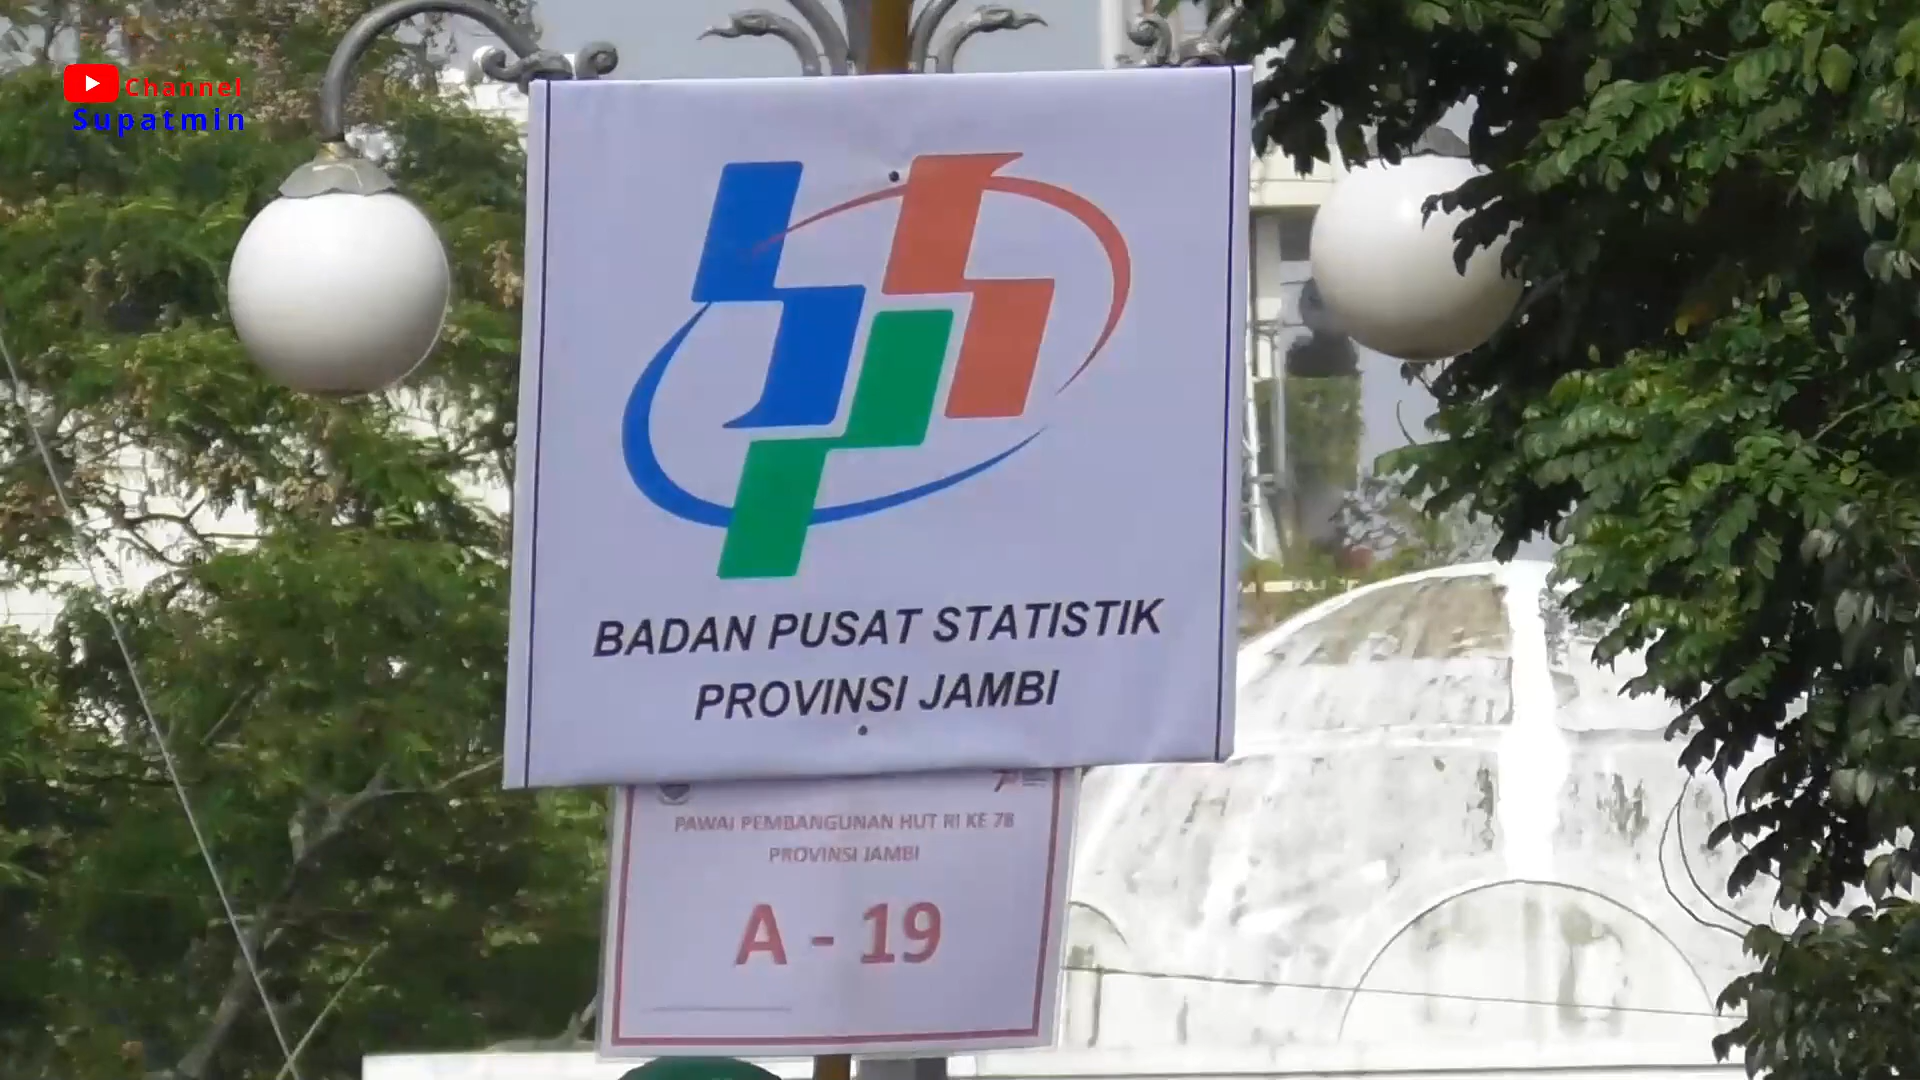 Channel
Supatmin
BADAN PUSAT STATISTIK
PROVINSI JAMBI
PAWAI PEMBANGUNAN HUT RI KE 78
PROVINSI JAMBI
A - 19